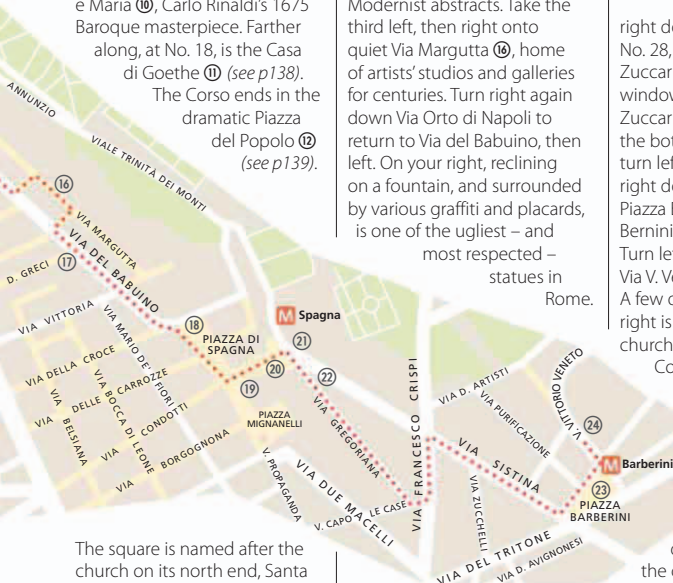 e Maria ⑩, Carlo Rinaldi's 1675
Baroque masterpiece. Farther
along, at No. 18, is the Casa
di Goethe ⑪ (see p138).
The Corso ends in the
dramatic Piazza
del Popolo ⑫
(see p139).
Modernist abstracts. Take the
third left, then right onto
quiet Via Margutta ⑯, home
of artists' studios and galleries
for centuries. Turn right again
down Via Orto di Napoli to
return to Via del Babuino, then
left. On your right, reclining
on a fountain, and surrounded
by various graffiti and placards,
is one of the ugliest – and
most respected –
statues in
Rome.
right d
No. 28,
Zuccar
window
Zuccar
the bot
turn lef
right d
Piazza
Bernini
Turn le
Via V. V
A few
right is
church
Co
ANNUNZIO
VIALE TRINITÀ DEI MONTI
⑯
VIA MARGUTTA
D. GRECI
⑰
VIA DEL BABUINO
VIA VITTORIA
VIA MARIO DE' FIORI
⑱
PIAZZA DI
SPAGNA
M Spagna
㉑
⑳
㉒
⑲
VIA DELLA CROCE
VIA DELLE CARROZZE
VIA BELSIANA
VIA BOCCA DI LEONE
VIA CONDOTTI
VIA BORGOGNONA
PIAZZA
MIGNANELLI
VIA GREGORIANA
V. PROPAGANDA
VIA DUE MACELLI
V. CAPO LE CASE
VIA FRANCESCO CRISPI
VIA D. ARTISTI
VIA PURIFICAZIONE
V. VITTORIO VENETO
㉔
VIA SISTINA
M Barberini
㉓
PIAZZA
BARBERINI
VIA ZUCCHELLI
VIA DEL TRITONE
VIA D. AVIGNONESI
The square is named after the
church on its north end, Santa
the c